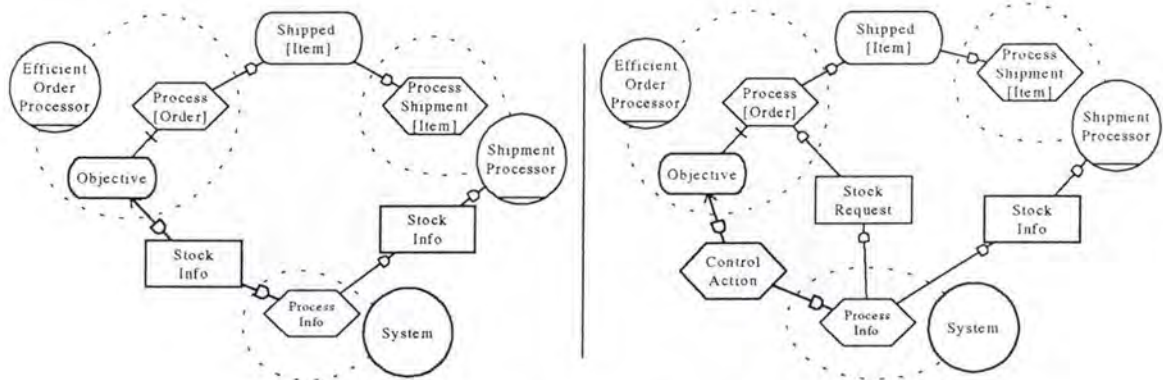 Shipped
[Item]
Efficient
Order
Processor
Process
[Order]
Process
Shipment
[Item]
Shipment
Processor
Objective
Stock
Info
Stock
Info
Process
Info
System
Shipped
[Item]
Efficient
Order
Processor
Process
[Order]
Process
Shipment
[Item]
Shipment
Processor
Objective
Stock
Request
Stock
Info
Control
Action
Process
Info
System